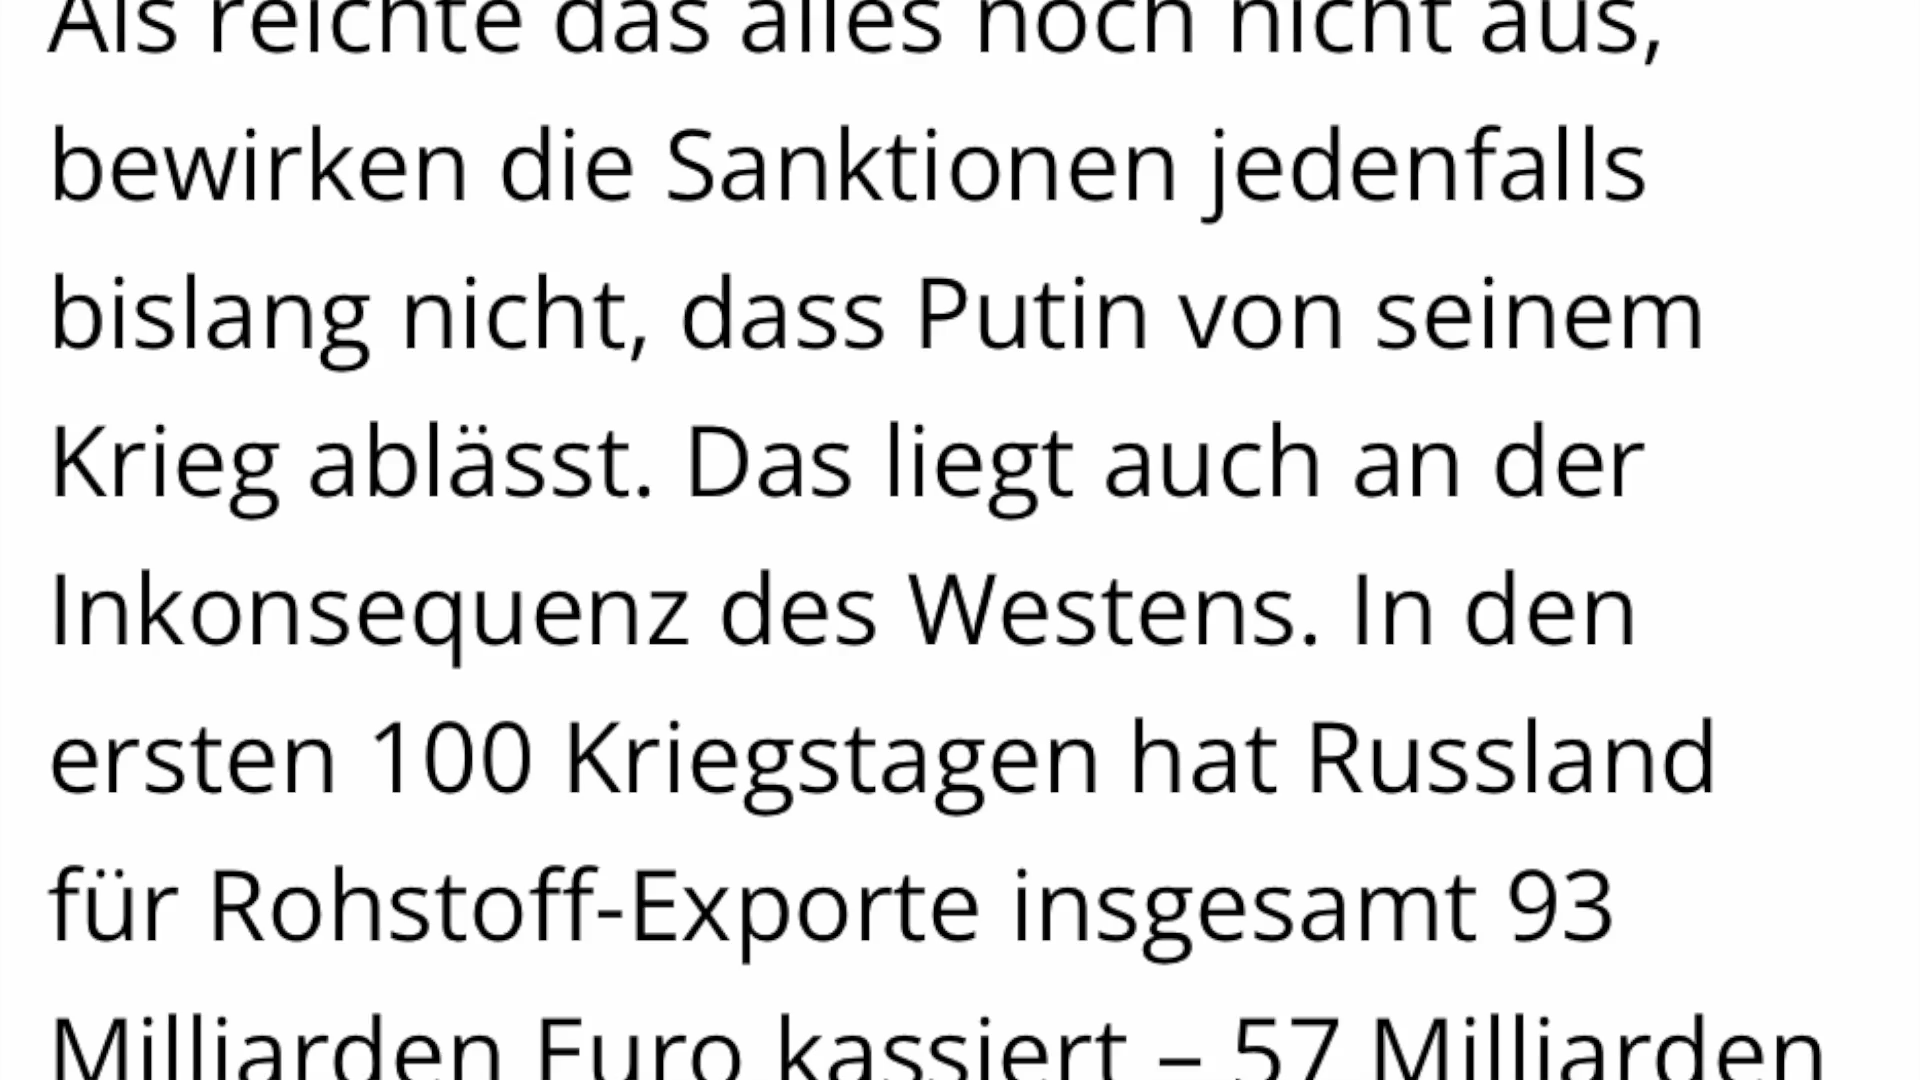 Als reichte das alles noch nicht aus,
bewirken die Sanktionen jedenfalls
bislang nicht, dass Putin von seinem
Krieg ablässt. Das liegt auch an der
Inkonsequenz des Westens. In den
ersten 100 Kriegstagen hat Russland
für Rohstoff-Exporte insgesamt 93
Milliarden Euro kassiert – 57 Milliarden